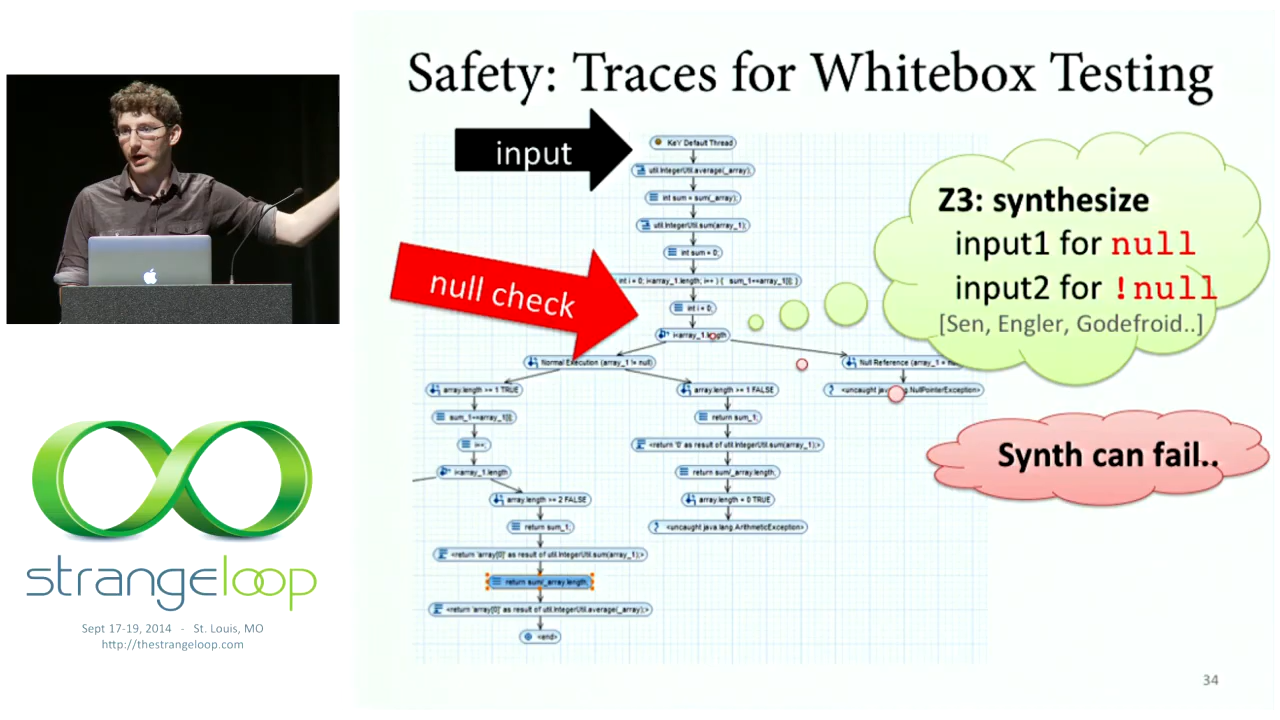 Safety: Traces for Whitebox Testing
input
KeY Default Thread
util.IntegerUtil.average(_array);
int sum = sum(_array);
util.IntegerUtil.sum(array_1);
int sum = 0;
int i = 0; i<array_1.length; i++ ) { sum_1+=array_1[i]; }
null check
int i = 0;
i<array_1.length
Z3: synthesize
input1 for null
input2 for !null
[Sen, Engler, Godefroid..]
Normal Execution (array_1 != null)
Null Reference (array_1 =
array.length >= 1 TRUE
array.length >= 1 FALSE
<uncaught java.lang.NullPointerException>
sum_1+=array_1[i];
return sum_1;
i++;
<return '0' as result of util.IntegerUtil.sum(array_1);>
Synth can fail..
i<array_1.length
return sum/_array.length;
array.length >= 2 FALSE
array.length = 0 TRUE
return sum_1;
<uncaught java.lang.ArithmeticException>
<return 'array[0]' as result of util.IntegerUtil.sum(array_1);>
return sum/_array.length;
<return 'array[0]' as result of util.IntegerUtil.average(_array);>
<end>
strangeloop
Sept 17-19, 2014 - St. Louis, MO
http://thestrangeloop.com
34